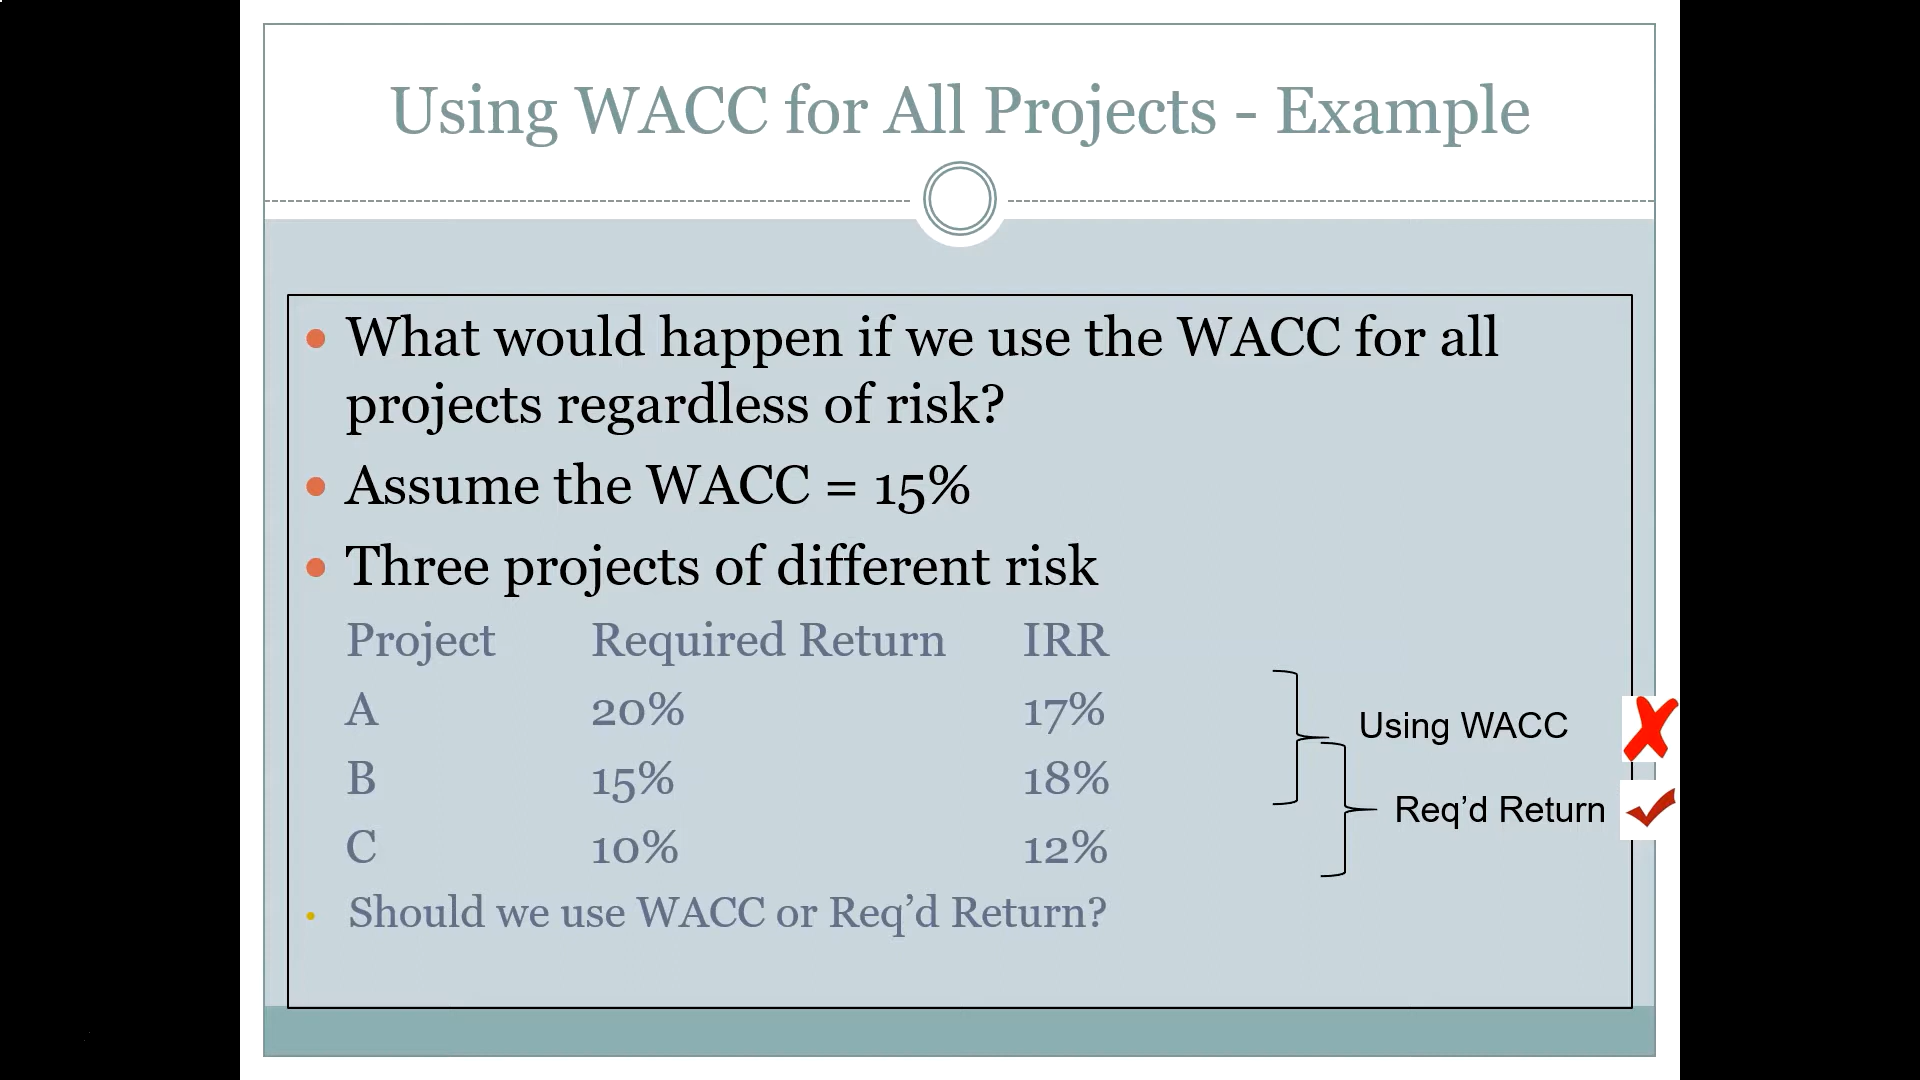 Using WACC for All Projects - Example
• What would happen if we use the WACC for all
projects regardless of risk?
• Assume the WACC = 15%
• Three projects of different risk
Project Required Return IRR
A 20% 17%
B 15% 18%
C 10% 12%
Using WACC
Req’d Return
• Should we use WACC or Req’d Return?